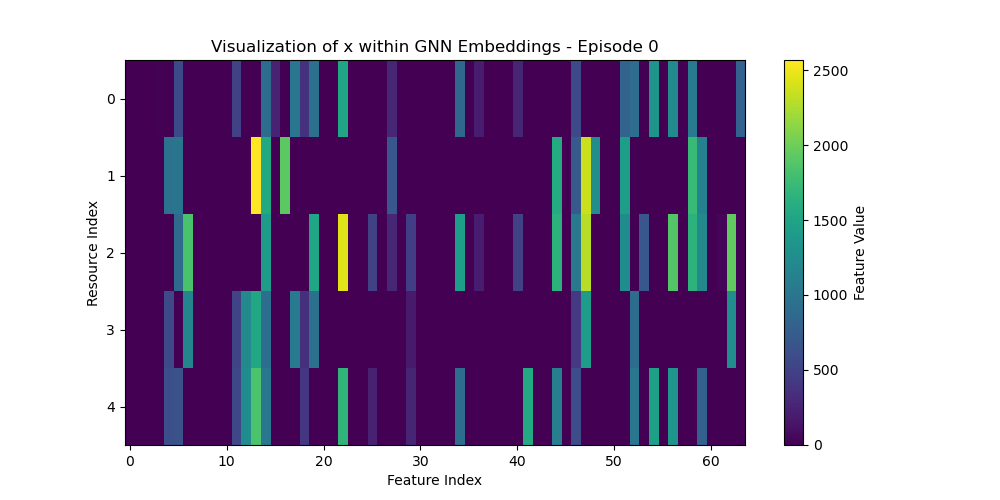 Visualization of x within GNN Embeddings - Episode 0
Resource Index
0
1
2
3
4
0 10 20 30 40 50 60
Feature Index
2500
2000
1500
1000
500
0
Feature Value